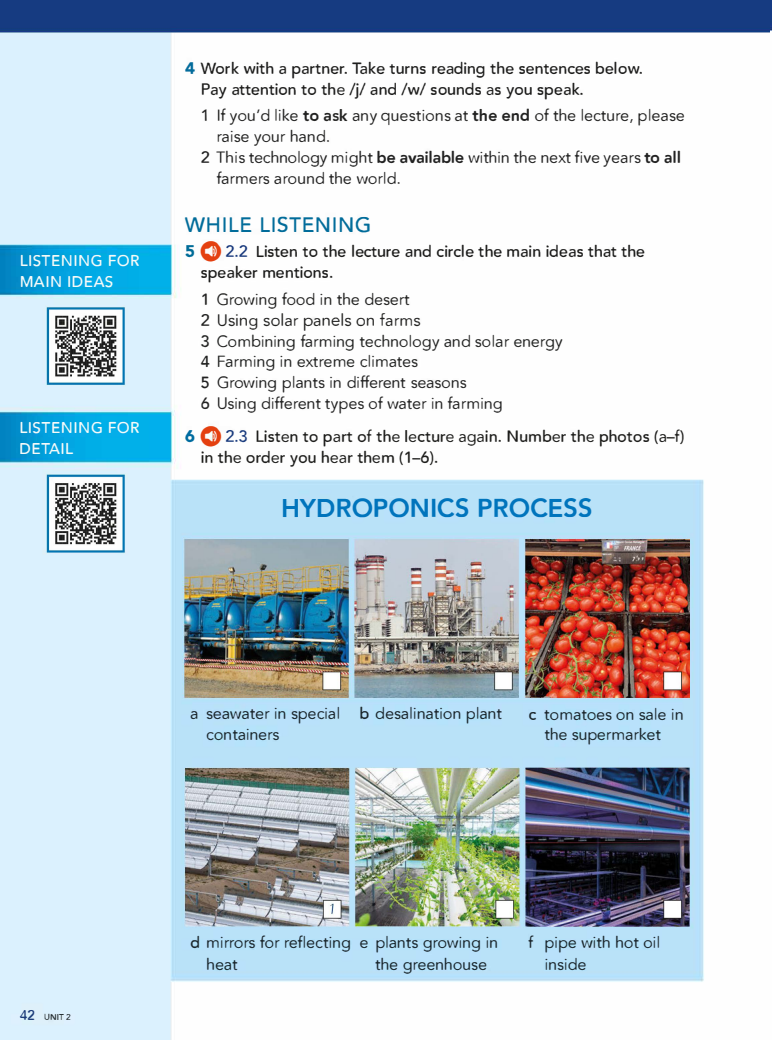 4 Work with a partner. Take turns reading the sentences below.
Pay attention to the /j/ and /w/ sounds as you speak.
1 If you'd like to ask any questions at the end of the lecture, please
raise your hand.
2 This technology might be available within the next five years to all
farmers around the world.
WHILE LISTENING
LISTENING FOR
MAIN IDEAS
5 2.2 Listen to the lecture and circle the main ideas that the
speaker mentions.
1 Growing food in the desert
2 Using solar panels on farms
3 Combining farming technology and solar energy
4 Farming in extreme climates
5 Growing plants in different seasons
6 Using different types of water in farming
LISTENING FOR
DETAIL
6 2.3 Listen to part of the lecture again. Number the photos (a–f)
in the order you hear them (1–6).
HYDROPONICS PROCESS
FRANCE
a seawater in special
containers
b desalination plant
c tomatoes on sale in
the supermarket
1
d mirrors for reflecting
heat
e plants growing in
the greenhouse
f pipe with hot oil
inside
42 UNIT 2